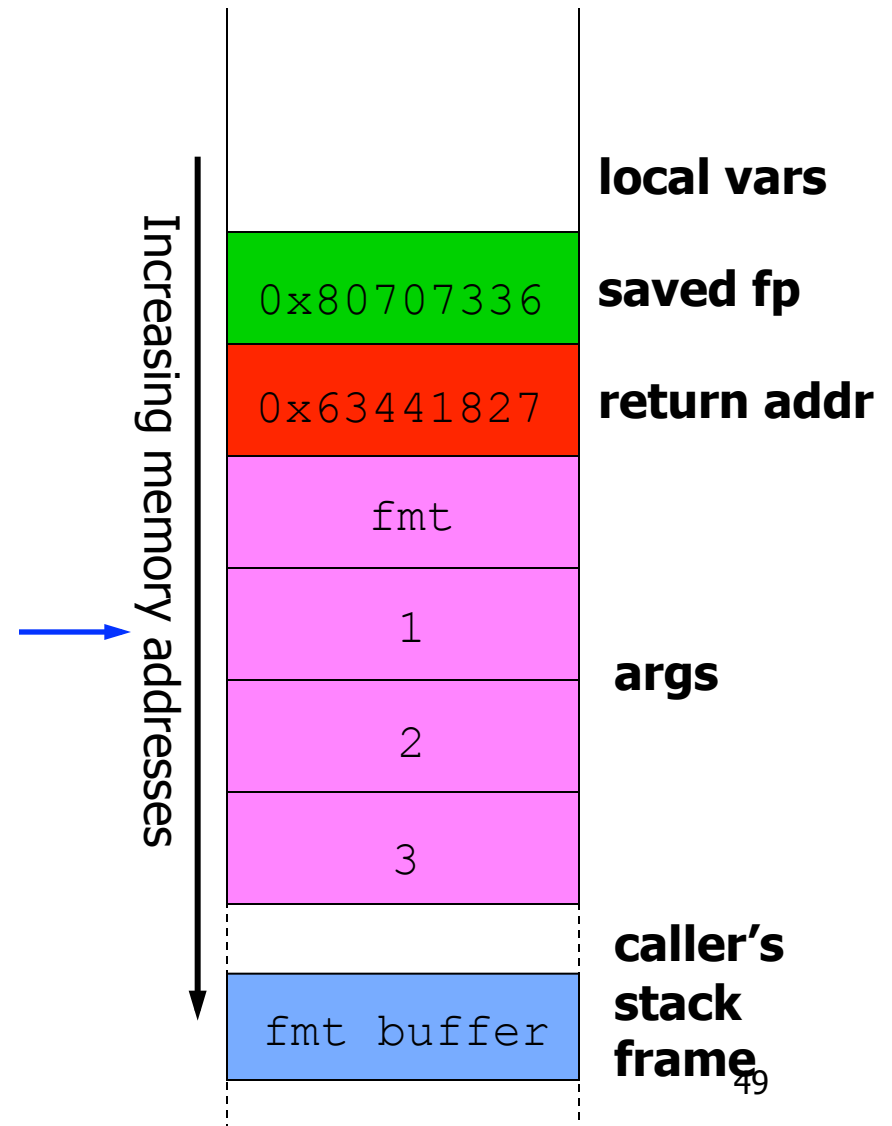 Increasing memory addresses
local vars
0x80707336
saved fp
0x63441827
return addr
fmt
1
args
2
3
caller’s
stack
frame
fmt buffer
49